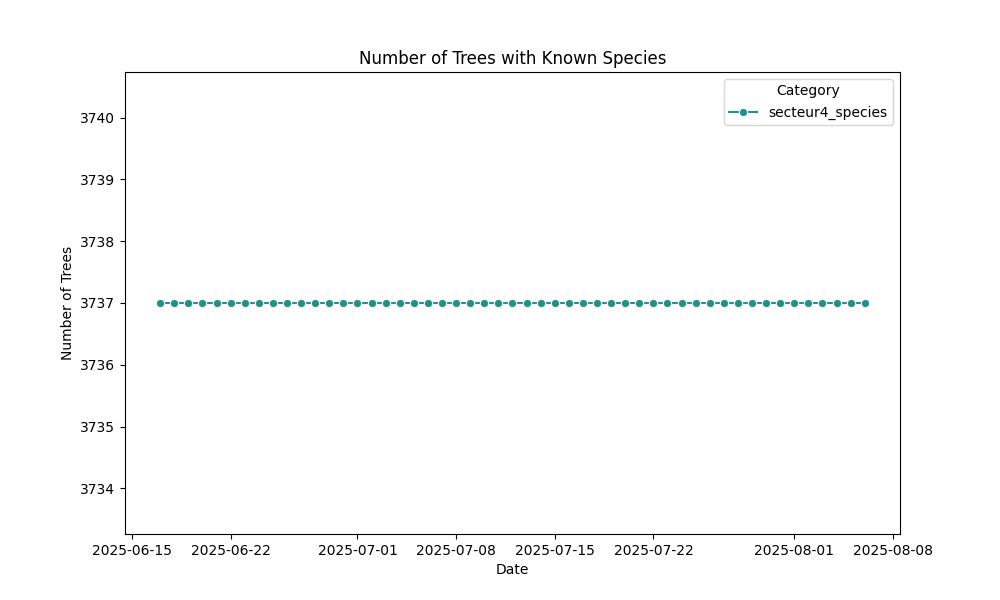 Number of Trees with Known Species
Category
secteur4_species
Number of Trees
3740
3739
3738
3737
3736
3735
3734
2025-06-15 2025-06-22 2025-07-01 2025-07-08 2025-07-15 2025-07-22 2025-08-01 2025-08-08
Date